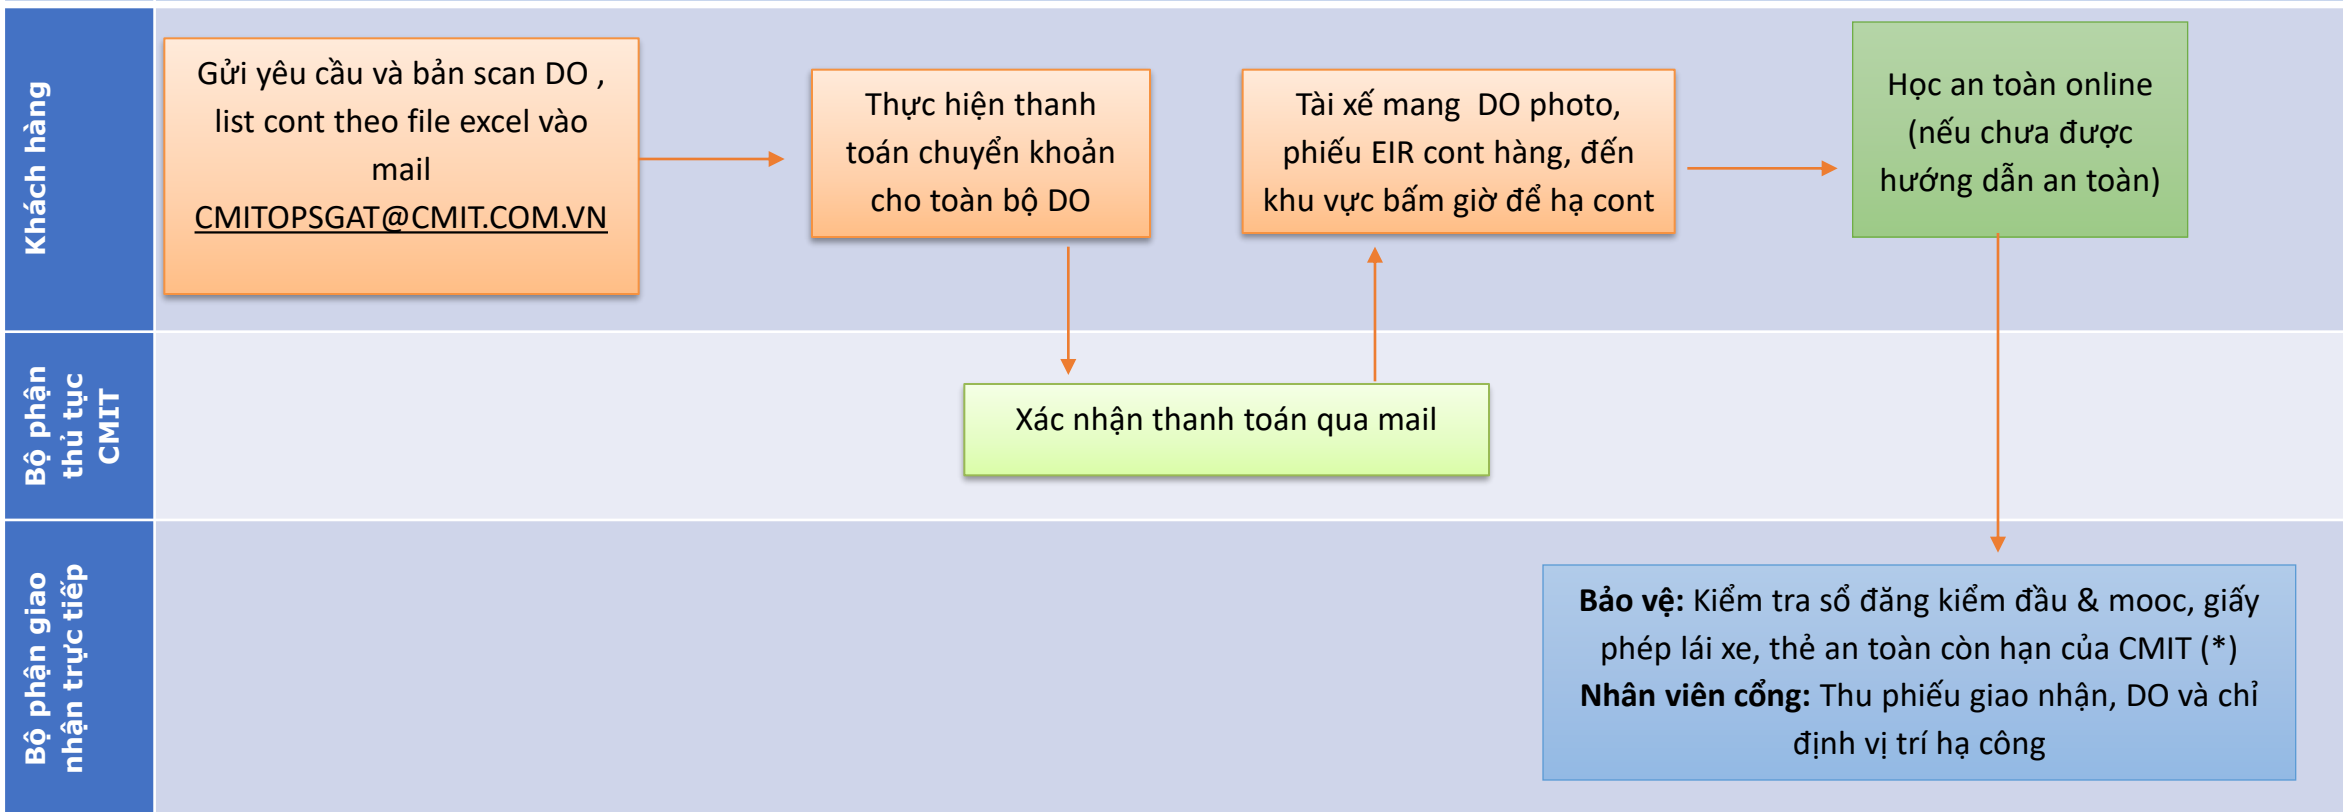 Khách hàng
Gửi yêu cầu và bản scan DO ,
list cont theo file excel vào
mail
CMITOPSGAT@CMIT.COM.VN
Thực hiện thanh
toán chuyển khoản
cho toàn bộ DO
Tài xế mang  DO photo,
phiếu EIR cont hàng, đến
khu vực bấm giờ để hạ cont
Học an toàn online
(nếu chưa được
hướng dẫn an toàn)
Bộ phận
thủ tục
CMIT
Xác nhận thanh toán qua mail
Bộ phận giao
nhận trực tiếp
Bảo vệ: Kiểm tra sổ đăng kiểm đầu & mooc, giấy
phép lái xe, thẻ an toàn còn hạn của CMIT (*)
Nhân viên cổng: Thu phiếu giao nhận, DO và chỉ
định vị trí hạ công